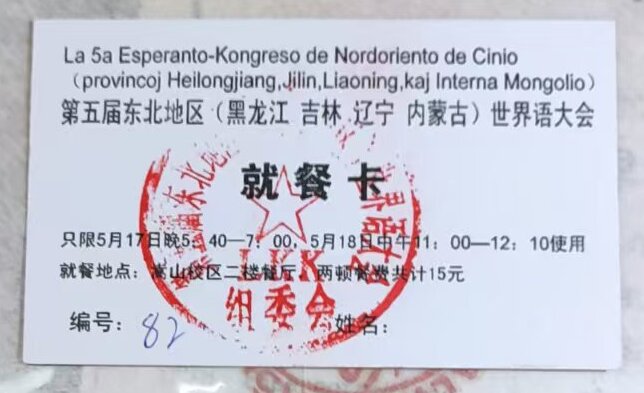 La 5a Esperanto-Kongreso de Nordoriento de Cinio
（provincoj Heilongjiang,Jilin,Liaoning,kaj Interna Mongolio）
第五届东北地区（黑龙江 吉林 辽宁 内蒙古）世界语大会
就餐卡
只限5月17日晚5：40—7：00，5月18日中午11：00—12：10使用
就餐地点：嵩山校区二楼餐厅，两顿餐费共计15元
LKK
组委会
编号：82
姓名：